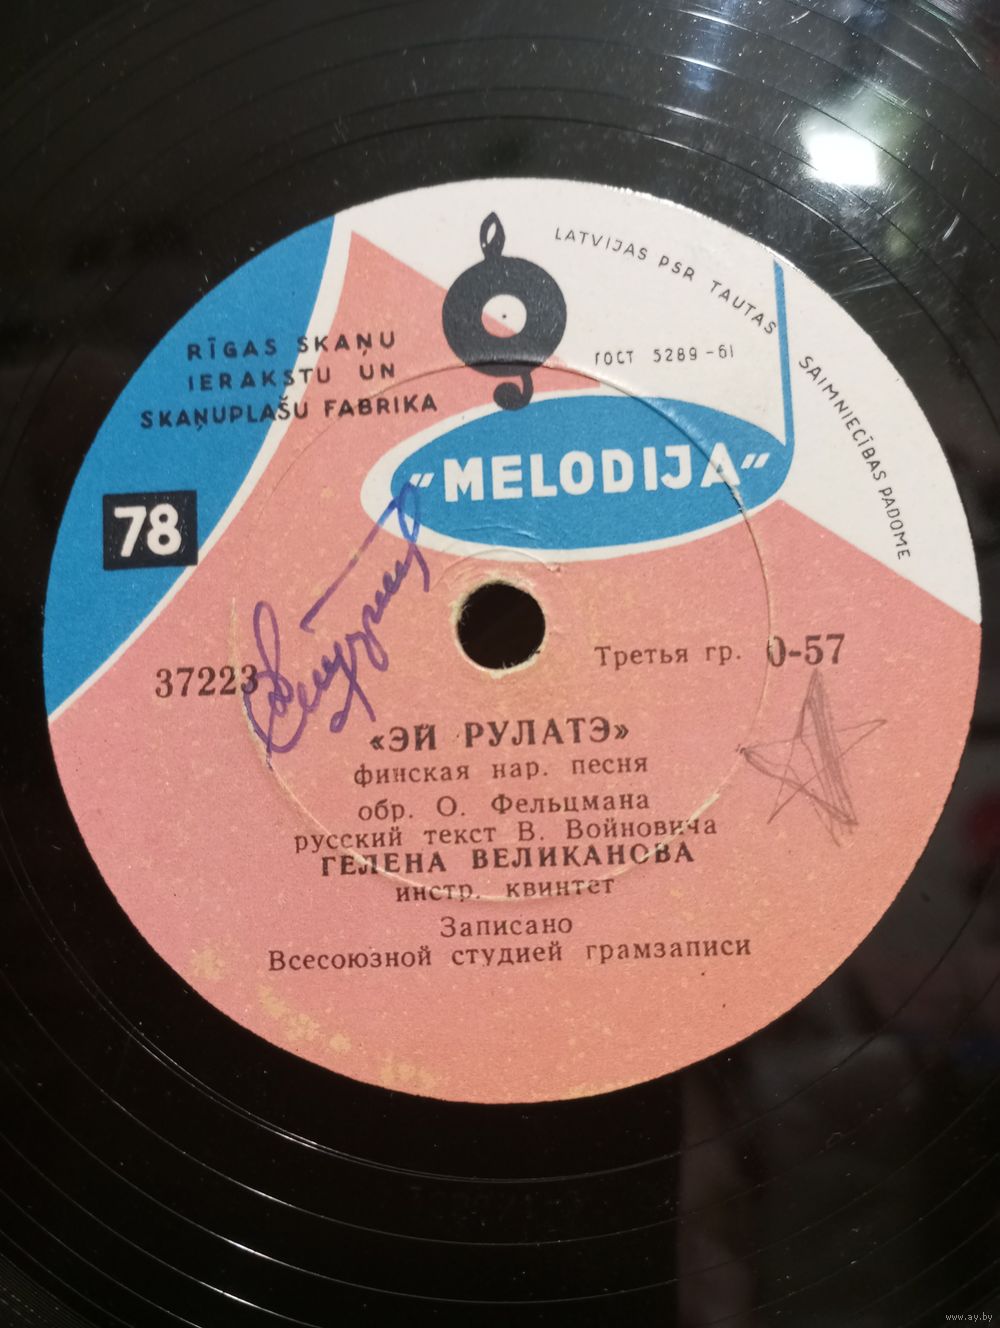 LATVIJAS PSR TAUTAS SAIMNIECĪBAS PADOME
RĪGAS SKAŅU
IERAKSTU UN
SKAŅUPLAŠU FABRIKA
ГОСТ 5289-61
"MELODIJA"
78
37223
Третья гр. 0-57
«ЭЙ РУЛАТЭ»
финская нар. песня
обр. О. Фельцмана
русский текст В. Войновича
ГЕЛЕНА ВЕЛИКАНОВА
инстр. квинтет
Записано
Всесоюзной студией грамзаписи
www.ay.by